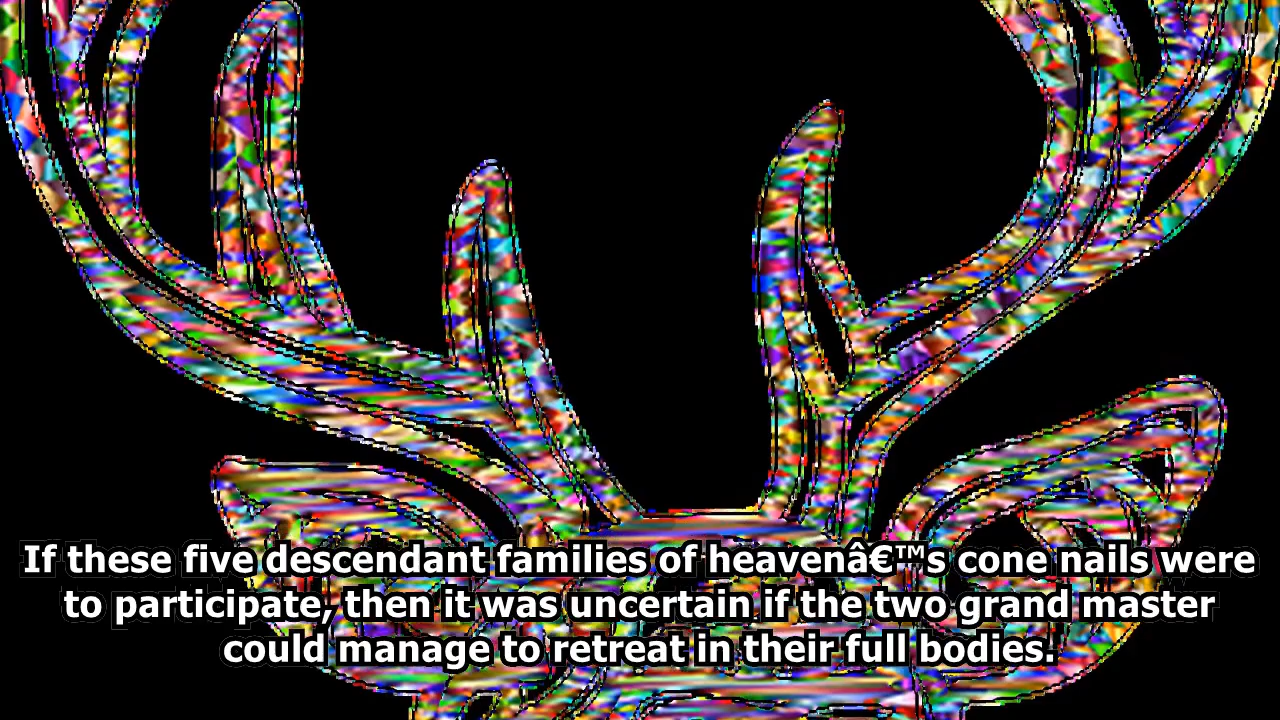 If these five descendant families of heavenâ€™s cone nails were
to participate, then it was uncertain if the two grand master
could manage to retreat in their full bodies.